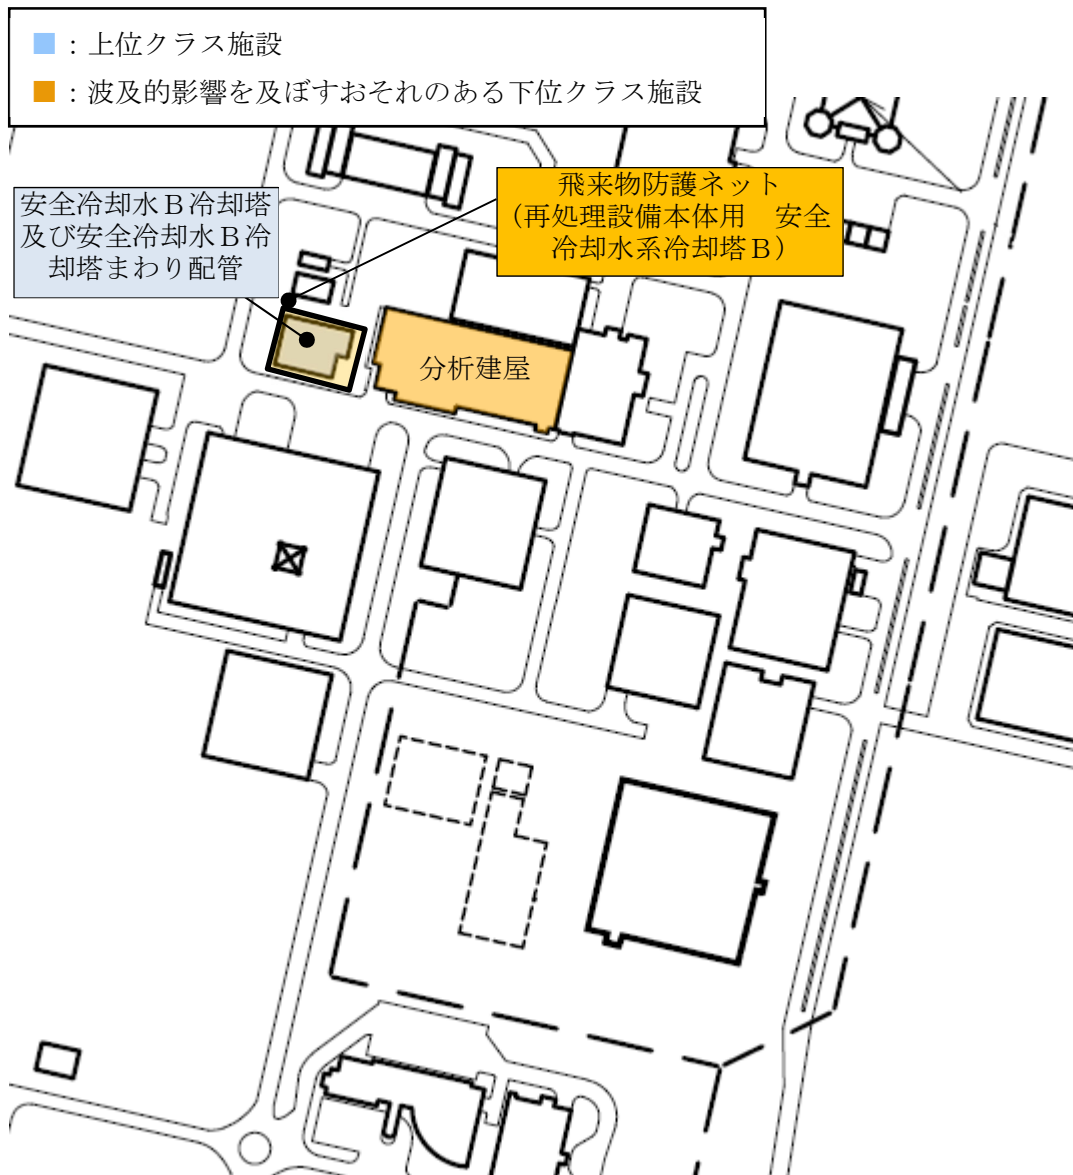 ：上位クラス施設
：波及的影響を及ぼすおそれのある下位クラス施設
安全冷却水Ｂ冷却塔
及び安全冷却水Ｂ冷
却塔まわり配管
飛来物防護ネット
（再処理設備本体用　安全
冷却水系冷却塔Ｂ）
分析建屋